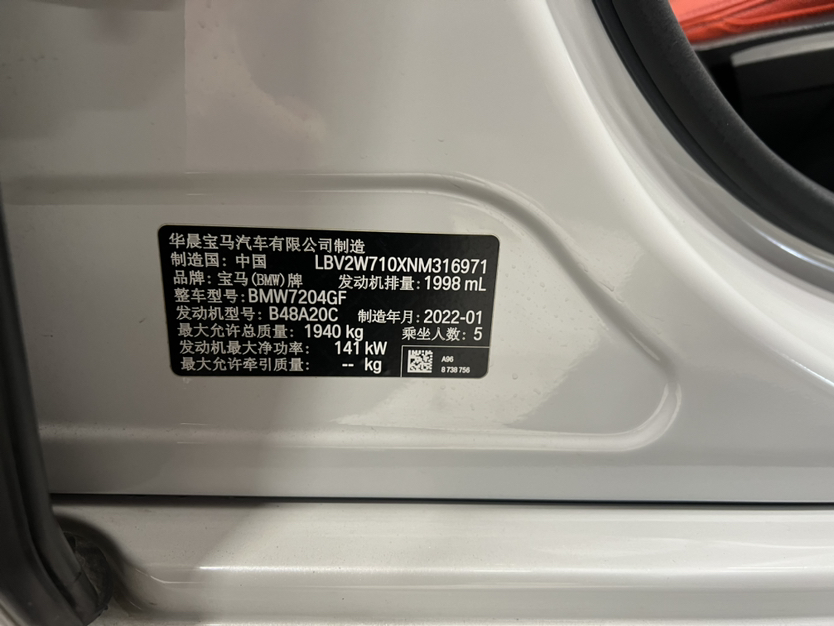 华晨宝马汽车有限公司制造
制造国: 中国 LBV2W710XNM316971
品牌: 宝马(BMW)牌 发动机排量: 1998 mL
整车型号: BMW7204GF
发动机型号: B48A20C 制造年月: 2022-01
最大允许总质量: 1940 kg 乘坐人数: 5
发动机最大净功率: 141 kW
最大允许牵引质量: -- kg
A96
8 738 756